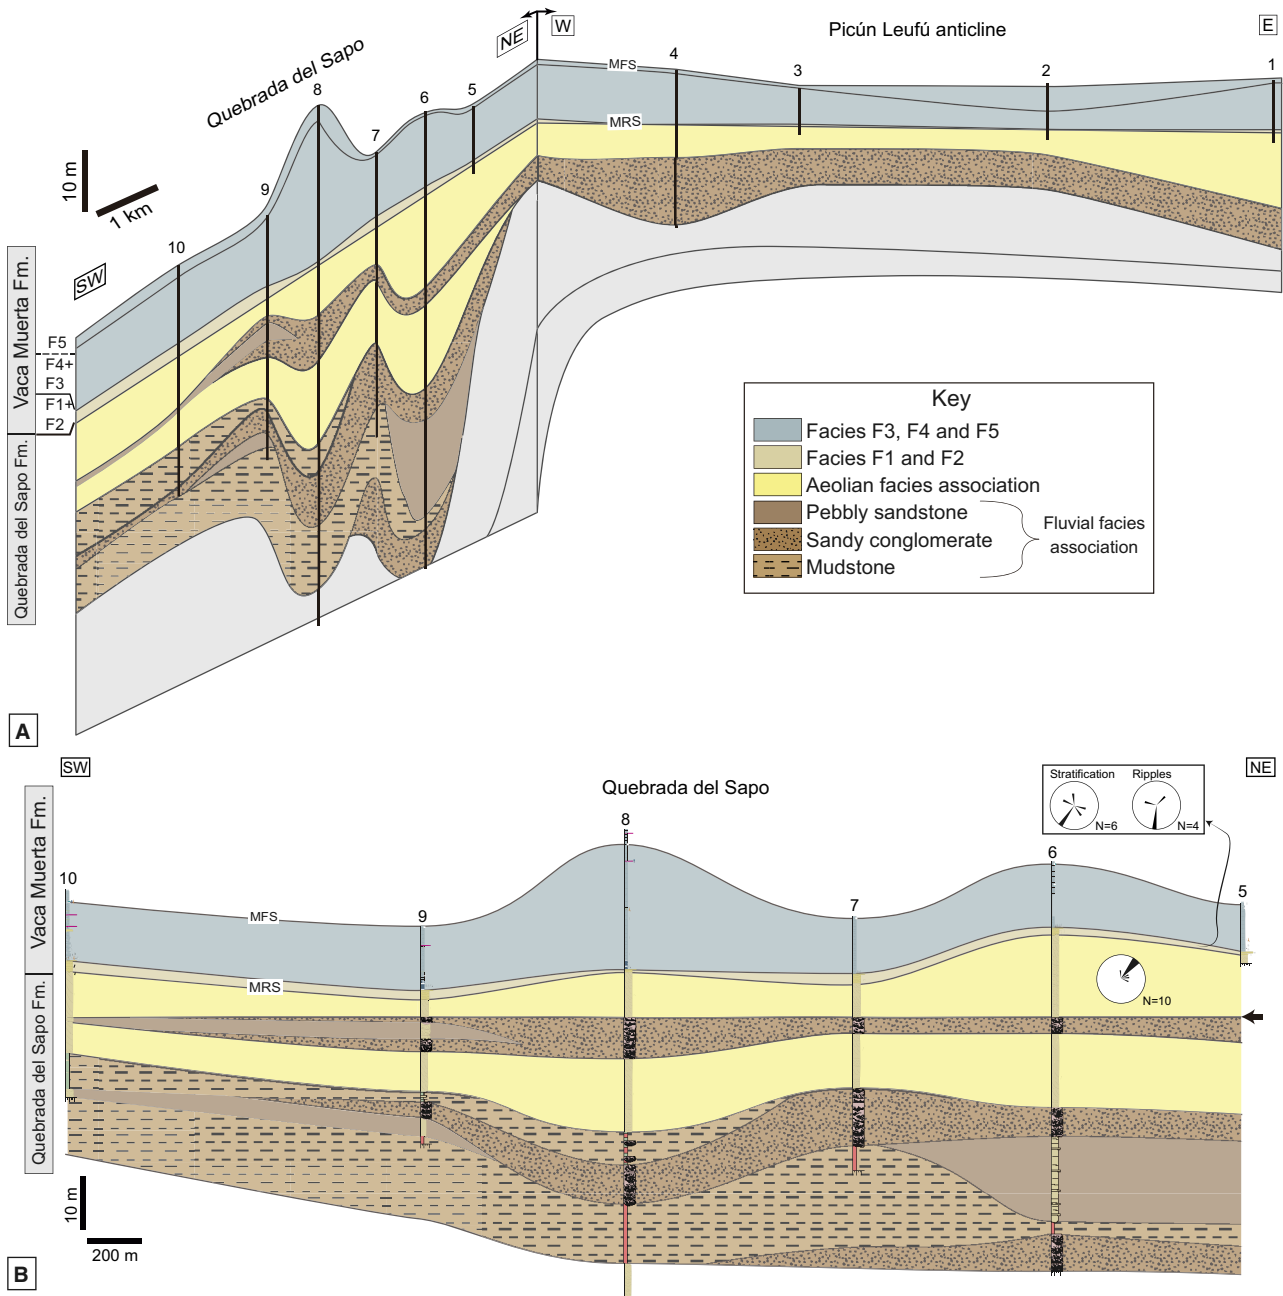 Quebrada del Sapo
NE
W
Picún Leufú anticline
E
8
7
6
5
4
3
2
1
MFS
MRS
10 m
1 km
9
10
SW
Vaca Muerta Fm.
Quebrada del Sapo Fm.
F5
F4+
F3
F1+
F2
Key
Facies F3, F4 and F5
Facies F1 and F2
Aeolian facies association
Pebbly sandstone
Sandy conglomerate
Mudstone
Fluvial facies
association
A
SW
Quebrada del Sapo
NE
Stratification
Ripples
N=6
N=4
Vaca Muerta Fm.
Quebrada del Sapo Fm.
10
9
8
7
6
5
MFS
MRS
N=10
10 m
200 m
B